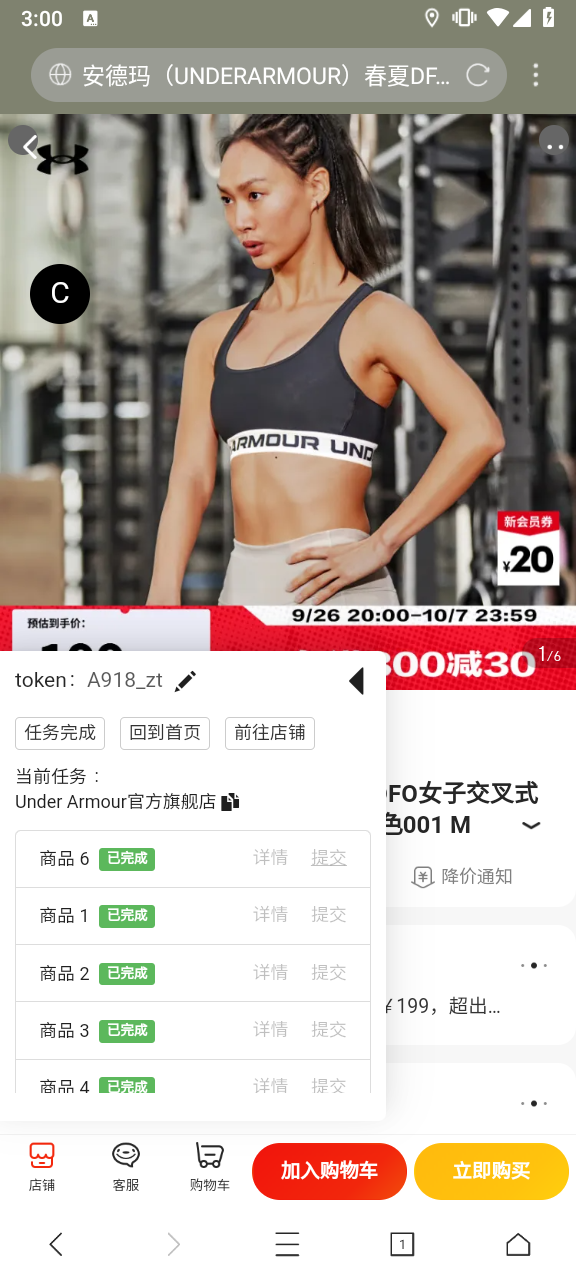 3:00 A
安德玛（UNDERARMOUR）春夏DF...
C
ARMOUR UND
新会员券
¥20
预估到手价：
9/26 20:00-10/7 23:59
300减30
1/6
token： A918_zt
任务完成 回到首页 前往店铺
当前任务 ：
Under Armour官方旗舰店
DFO女子交叉式
色001 M
降价通知
商品 6 已完成 详情 提交
商品 1 已完成 详情 提交
商品 2 已完成 详情 提交
¥199，超出...
商品 3 已完成 详情 提交
商品 4 已完成 详情 提交
店铺 客服 购物车 加入购物车 立即购买
1